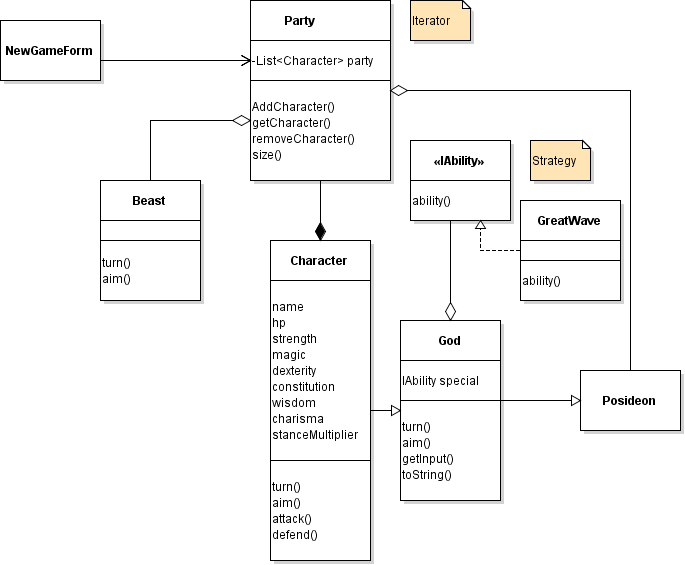 Party
Iterator
NewGameForm
-List<Character> party
AddCharacter()
getCharacter()
removeCharacter()
size()
«IAbility»
Strategy
ability()
Beast
GreatWave
turn()
aim()
ability()
Character
name
hp
strength
magic
dexterity
constitution
wisdom
charisma
stanceMultiplier
turn()
aim()
attack()
defend()
God
IAbility special
turn()
aim()
getInput()
toString()
Posideon